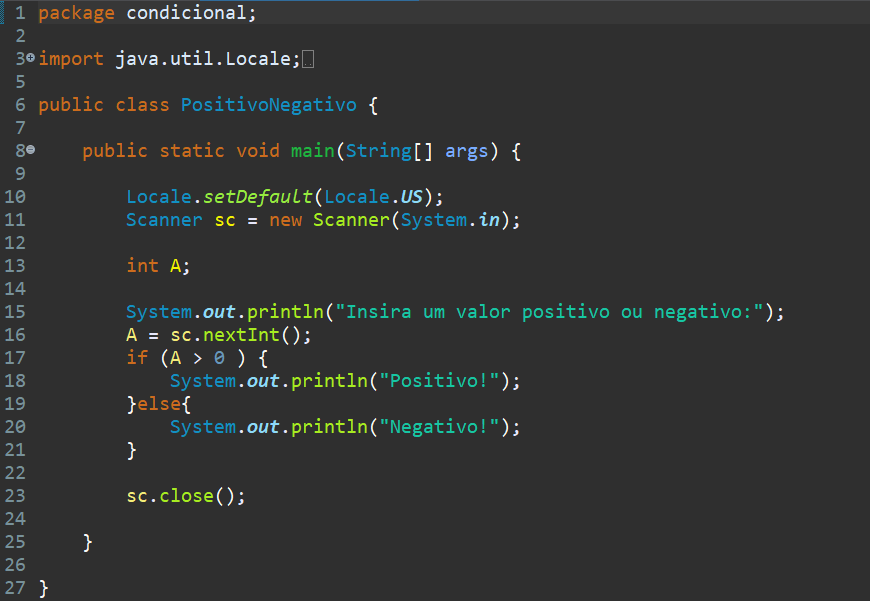 1 package condicional;
2
3 import java.util.Locale;
5
6 public class PositivoNegativo {
7
8 public static void main(String[] args) {
9
10 Locale.setDefault(Locale.US);
11 Scanner sc = new Scanner(System.in);
12
13 int A;
14
15 System.out.println("Insira um valor positivo ou negativo:");
16 A = sc.nextInt();
17 if (A > 0 ) {
18 System.out.println("Positivo!");
19 }else{
20 System.out.println("Negativo!");
21 }
22
23 sc.close();
24
25 }
26
27 }